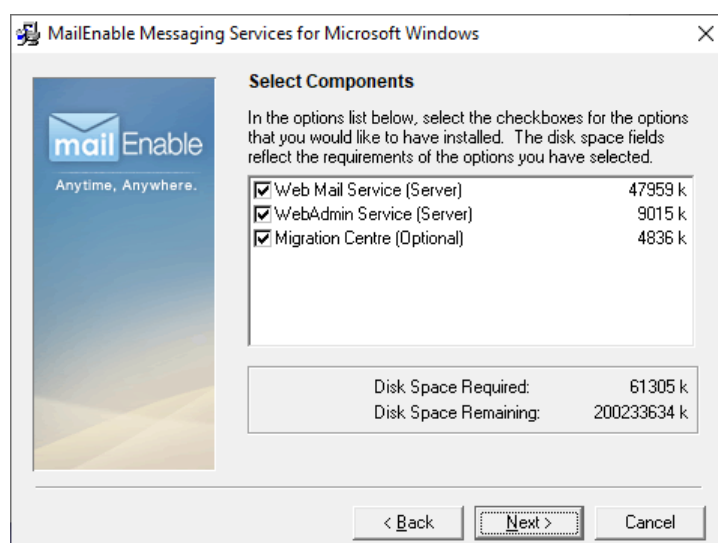 MailEnable Messaging Services for Microsoft Windows
mailEnable
Anytime, Anywhere.
Select Components
In the options list below, select the checkboxes for the options
that you would like to have installed. The disk space fields
reflect the requirements of the options you have selected.
Web Mail Service (Server) 47959 k
WebAdmin Service (Server) 9015 k
Migration Centre (Optional) 4836 k
Disk Space Required: 61305 k
Disk Space Remaining: 200233634 k
< Back Next > Cancel